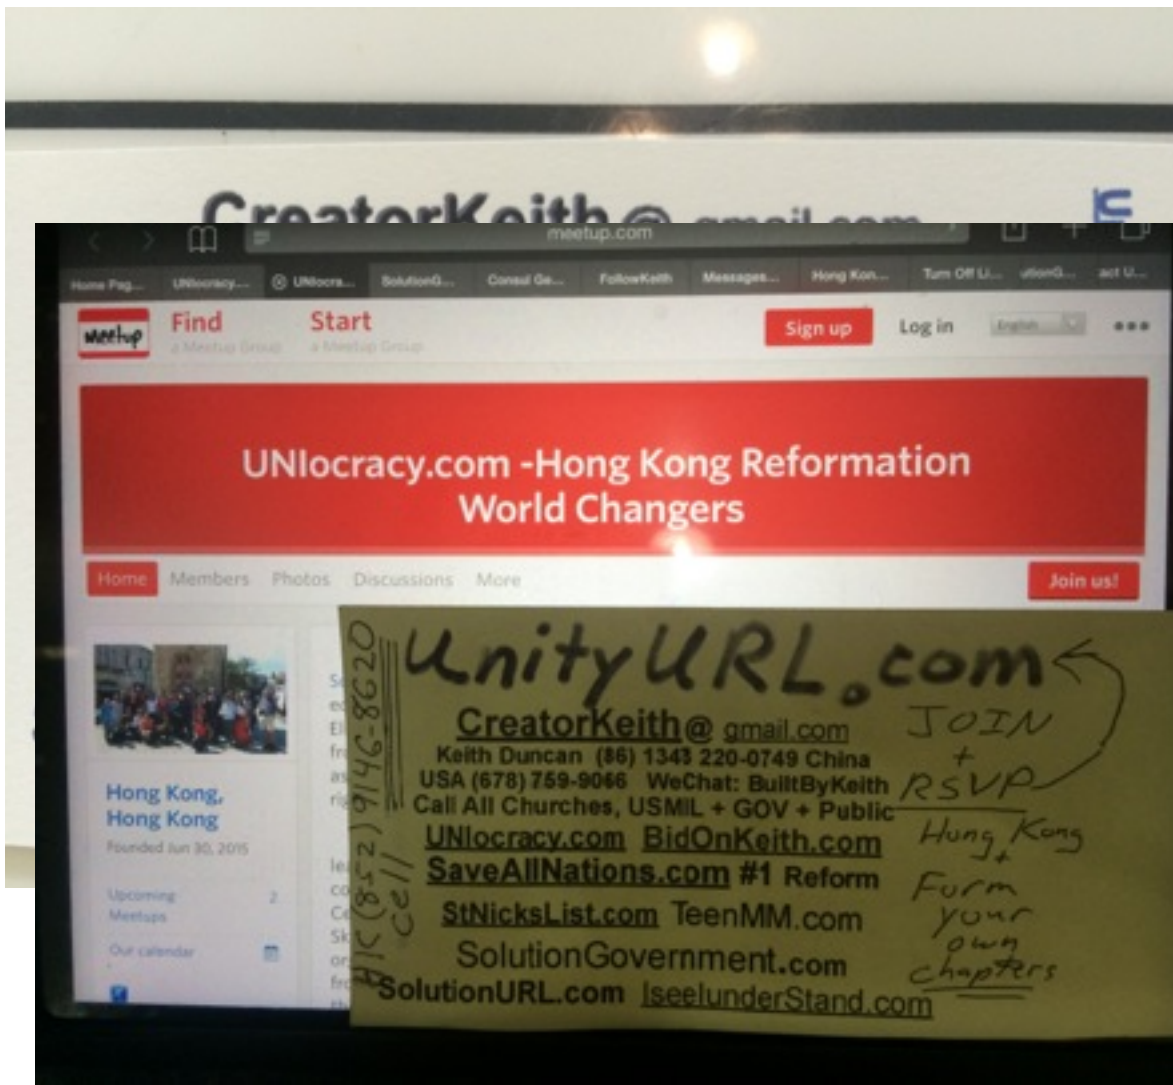 CreatorKeith@ gmail.com
meetup.com
Home Pag... UNIocracy... UNIocra... SolutionG... Consul Ge... FollowKeith Messages... Hong Kon... Turn Off Li... utionG... act U...
meetup Find Start Sign up Log in English
a Meetup Group a Meetup Group
UNIocracy.com -Hong Kong Reformation
World Changers
Home Members Photos Discussions More Join us!
Hong Kong,
Hong Kong
Founded Jun 30, 2015
Upcoming 2
Meetups
Our calendar
UnityURL.com
CreatorKeith@ gmail.com
Keith Duncan (86) 1343 220-0749 China
USA (678) 759-9066 WeChat: BuiltByKeith
Call All Churches, USMIL + GOV + Public
UNIocracy.com BidOnKeith.com
SaveAllNations.com #1 Reform
StNicksList.com TeenMM.com
SolutionGovernment.com
SolutionURL.com IseeIunderStand.com
HK (852) 9146-8620
cell
JOIN
+
RSVP
Hung Kong
+
Form
your
own
chapters